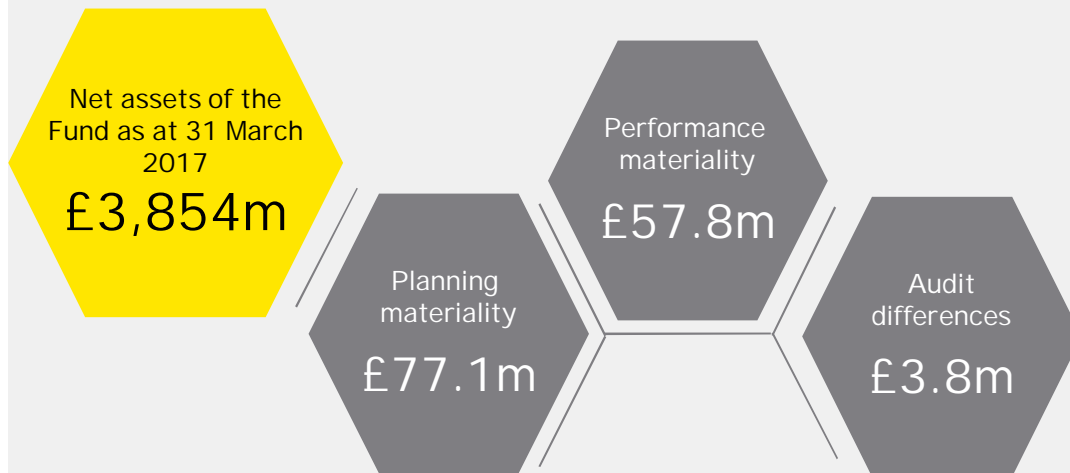 Net assets of the
Fund as at 31 March
2017
£3,854m
Planning
materiality
£77.1m
Performance
materiality
£57.8m
Audit
differences
£3.8m